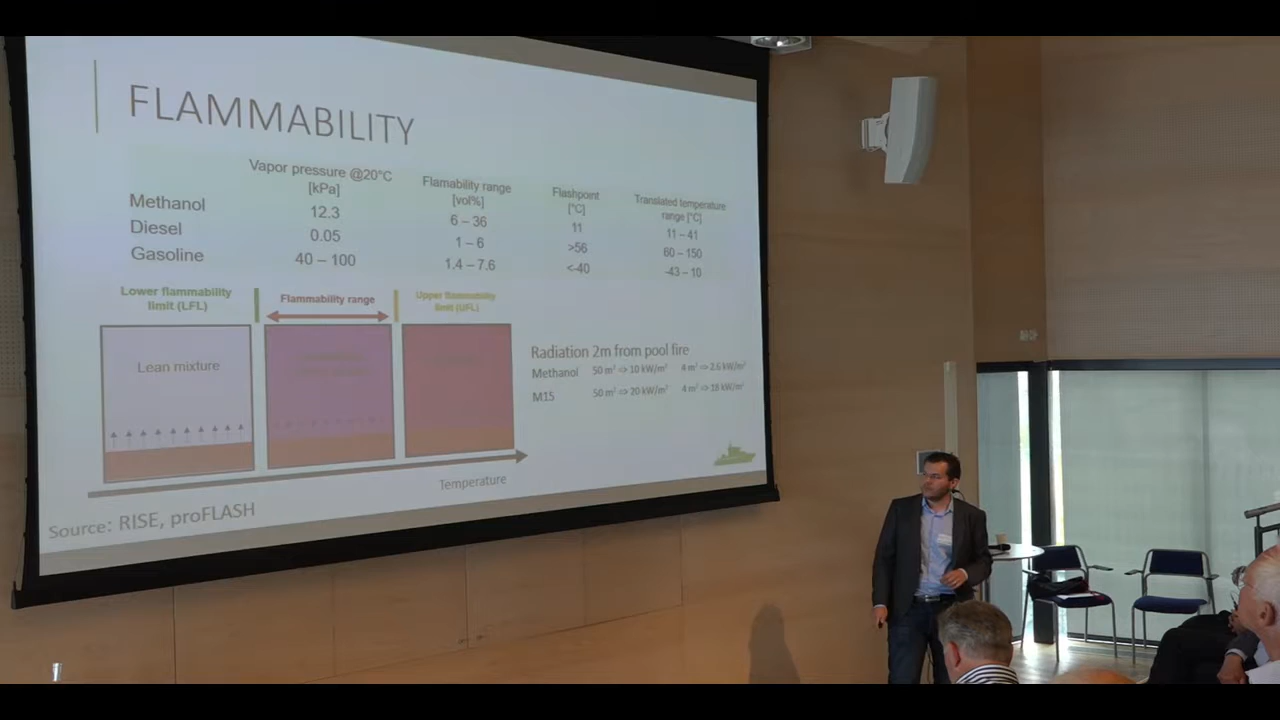 FLAMMABILITY
Vapor pressure @20°C [kPa] Flamability range [vol%] Flashpoint [°C] Translated temperature range [°C]
Methanol 12.3 6 – 36 11 11 – 41
Diesel 0.05 1 – 6 >56 60 – 150
Gasoline 40 – 100 1.4 – 7.6 <-40 -43 – 10
Lower flammability
limit (LFL)
Flammability range
Upper flammability
limit (UFL)
Lean mixture
Radiation 2m from pool fire
Methanol 50 m² => 10 kW/m² 4 m² => 2.6 kW/m²
M15 50 m² => 20 kW/m² 4 m² => 18 kW/m²
Temperature
Source: RISE, proFLASH